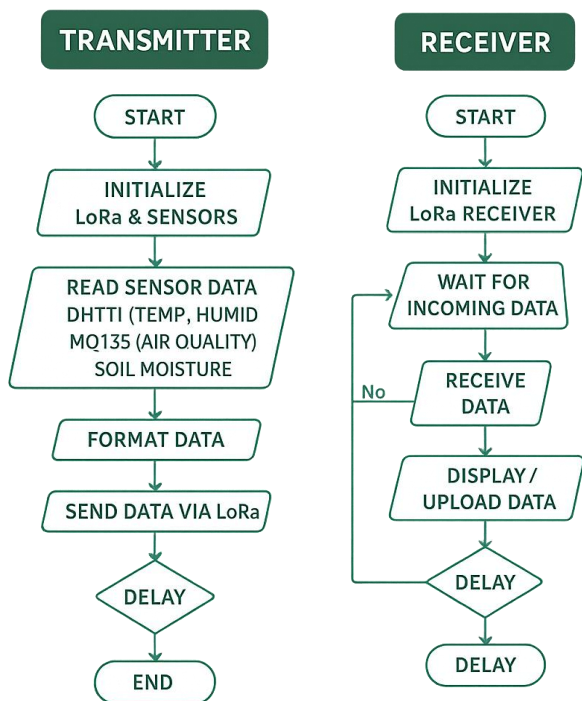 TRANSMITTER
START
INITIALIZE
LoRa & SENSORS
READ SENSOR DATA
DHTTI (TEMP, HUMID
MQ135 (AIR QUALITY)
SOIL MOISTURE
FORMAT DATA
SEND DATA VIA LoRa
DELAY
END
RECEIVER
START
INITIALIZE
LoRa RECEIVER
WAIT FOR
INCOMING DATA
No
RECEIVE
DATA
DISPLAY /
UPLOAD DATA
DELAY
DELAY